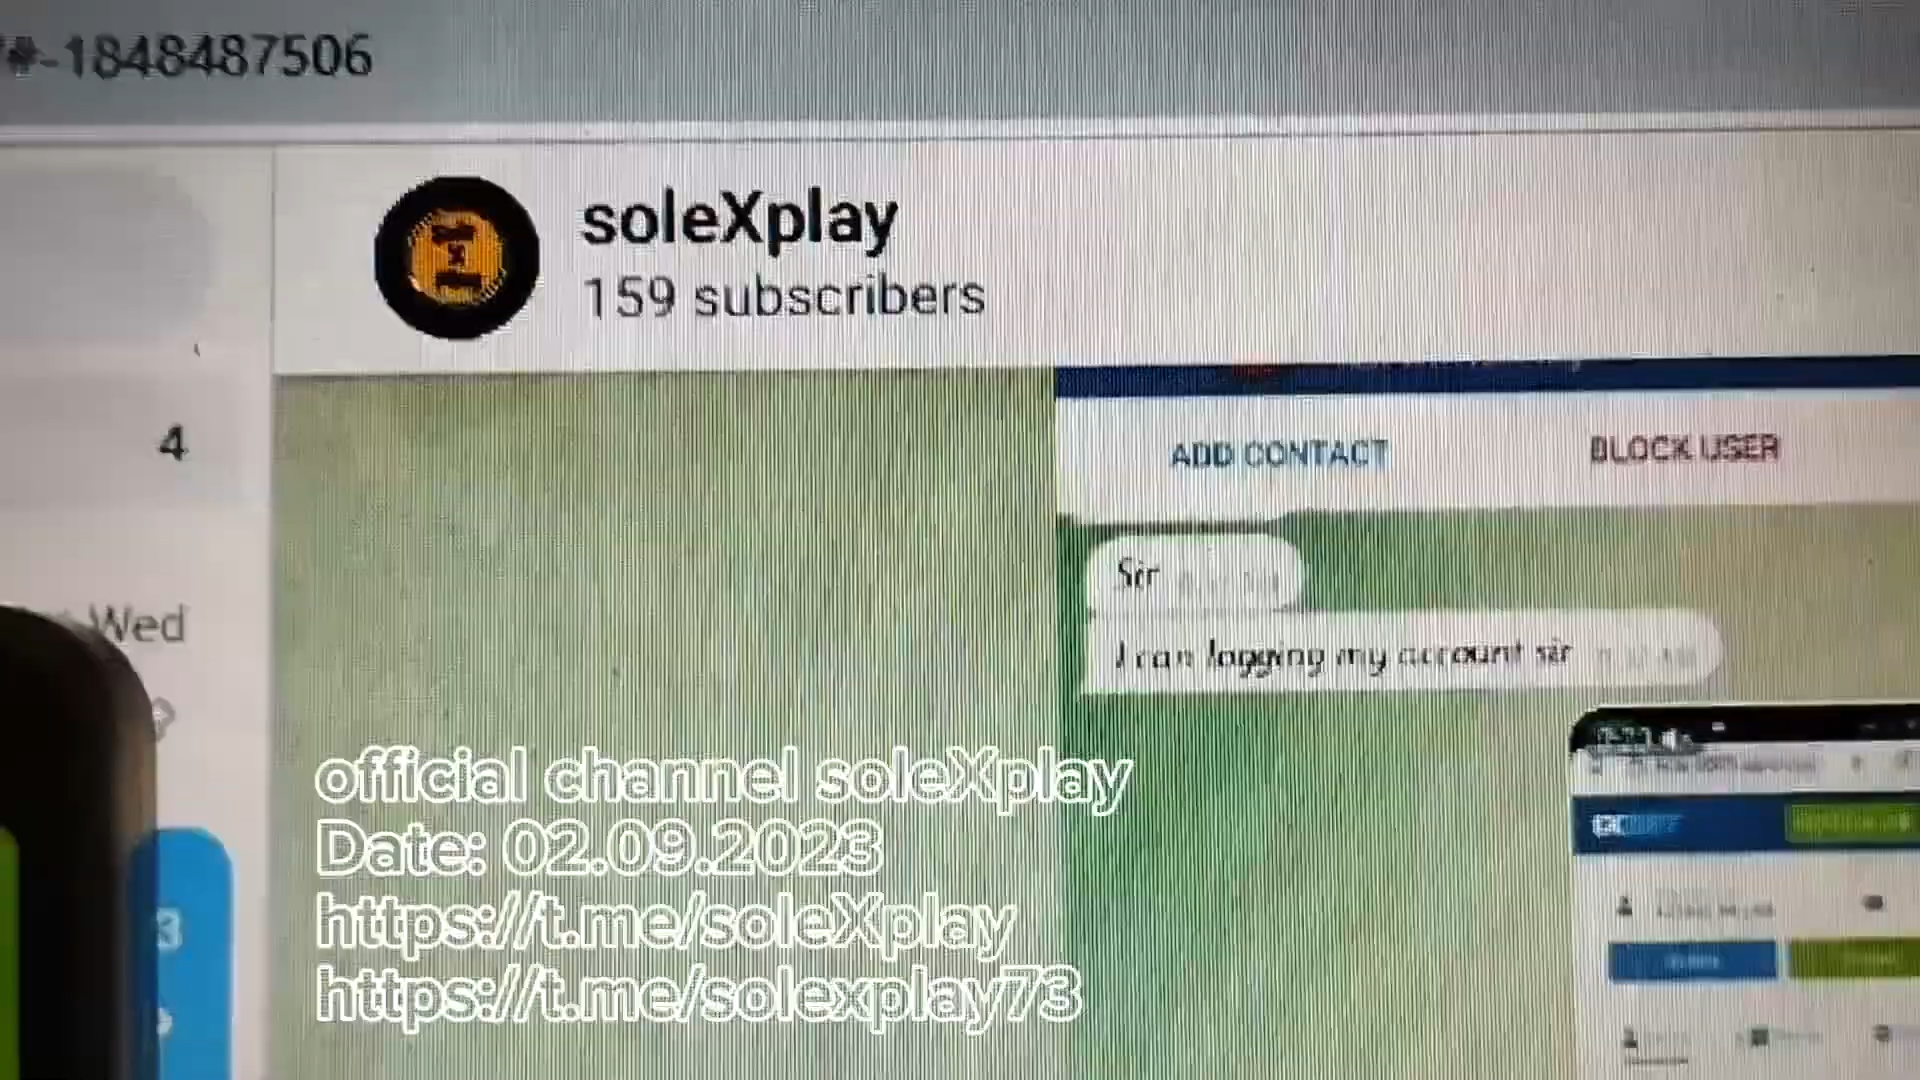 #-1848487506
soleXplay
159 subscribers
4
ADD CONTACT
BLOCK USER
Sir
Wed
I can logging my account sir
official channel soleXplay
Date: 02.09.2023
https://t.me/soleXplay
https://t.me/solexplay73